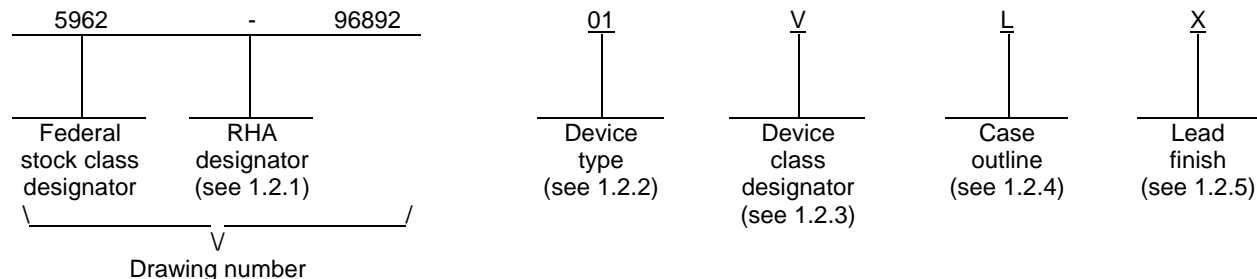 5962 - 96892 01 V L X
Federal stock class designator
RHA designator (see 1.2.1)
Device type (see 1.2.2)
Device class designator (see 1.2.3)
Case outline (see 1.2.4)
Lead finish (see 1.2.5)
\ /
\/
Drawing number